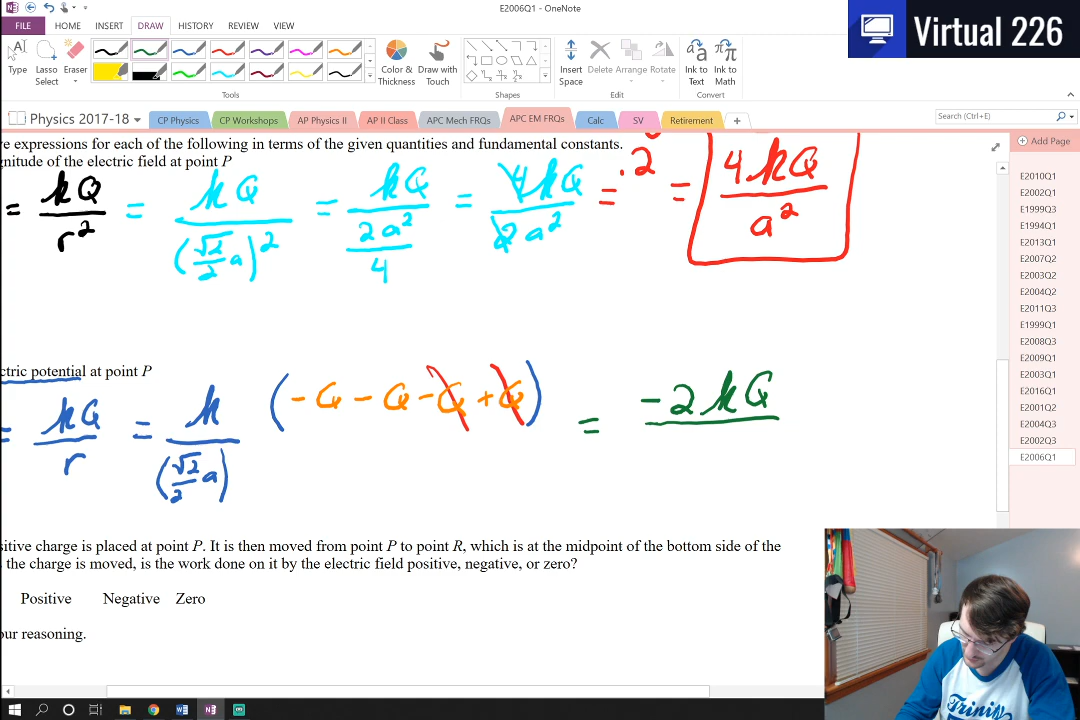 E2006Q1 - OneNote
FILE HOME INSERT DRAW HISTORY REVIEW VIEW
Virtual 226
Type Lasso Select Eraser
Color & Thickness Draw with Touch
Insert Space Delete Arrange Rotate
Ink to Text Ink to Math
Tools Shapes Edit Convert
Physics 2017-18 CP Physics CP Workshops AP Physics II AP II Class APC Mech FRQs APC EM FRQs Calc SV Retirement + Search (Ctrl+E)
Add Page
E2010Q1
E2002Q1
E1999Q3
E1994Q1
E2013Q1
E2007Q2
E2003Q2
E2004Q2
E2011Q3
E1999Q1
E2008Q3
E2009Q1
E2003Q1
E2016Q1
E2001Q2
E2004Q3
E2002Q3
E2006Q1
e expressions for each of the following in terms of the given quantities and fundamental constants.
gnitude of the electric field at point P
= kQ / r² = kQ / (√2/2 a)² = kQ / (2a²/4) = 4kQ / 2a² = ·2 = 4kQ / a²
ctric potential at point P
= kQ / r = k / (√2/2 a) (-Q - Q - Q + Q) = -2kQ
sitive charge is placed at point P. It is then moved from point P to point R, which is at the midpoint of the bottom side of the
the charge is moved, is the work done on it by the electric field positive, negative, or zero?
Positive Negative Zero
our reasoning.
Trinit